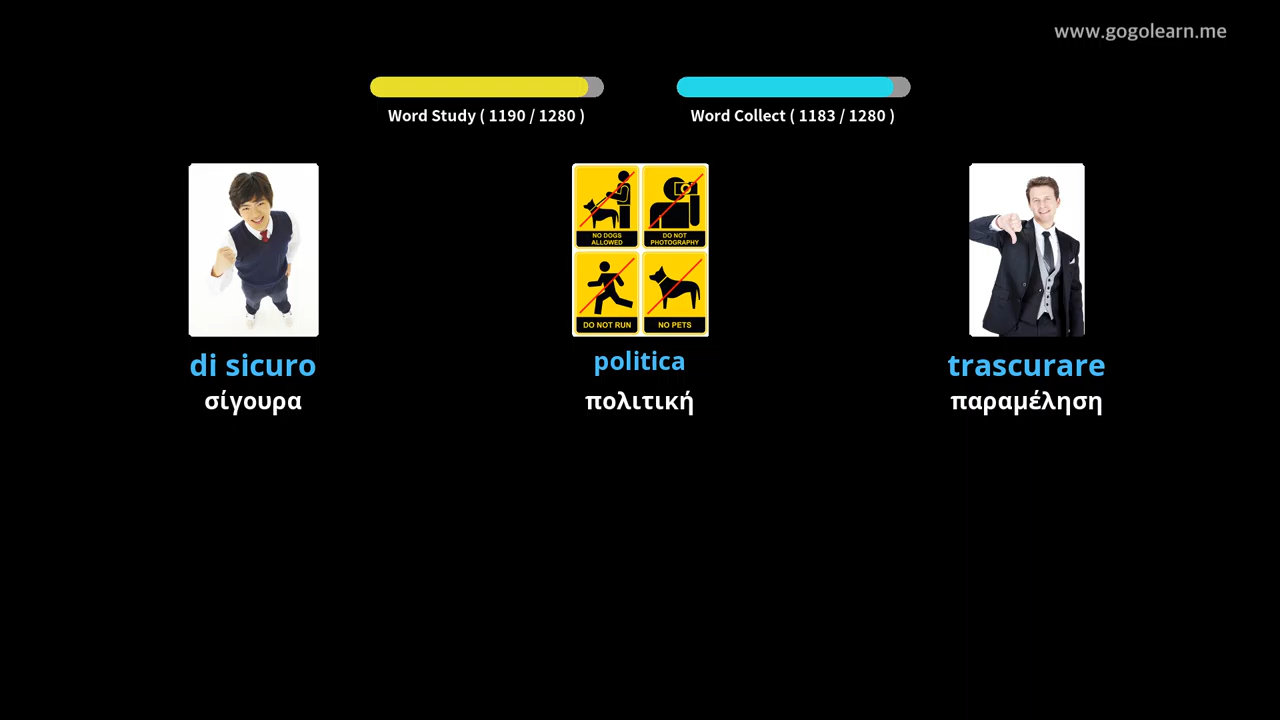 www.gogolearn.me
Word Study ( 1190 / 1280 )
Word Collect ( 1183 / 1280 )
NO DOGS
ALLOWED
DO NOT
PHOTOGRAPHY
DO NOT RUN
NO PETS
di sicuro
politica
trascurare
σίγουρα
πολιτική
παραμέληση